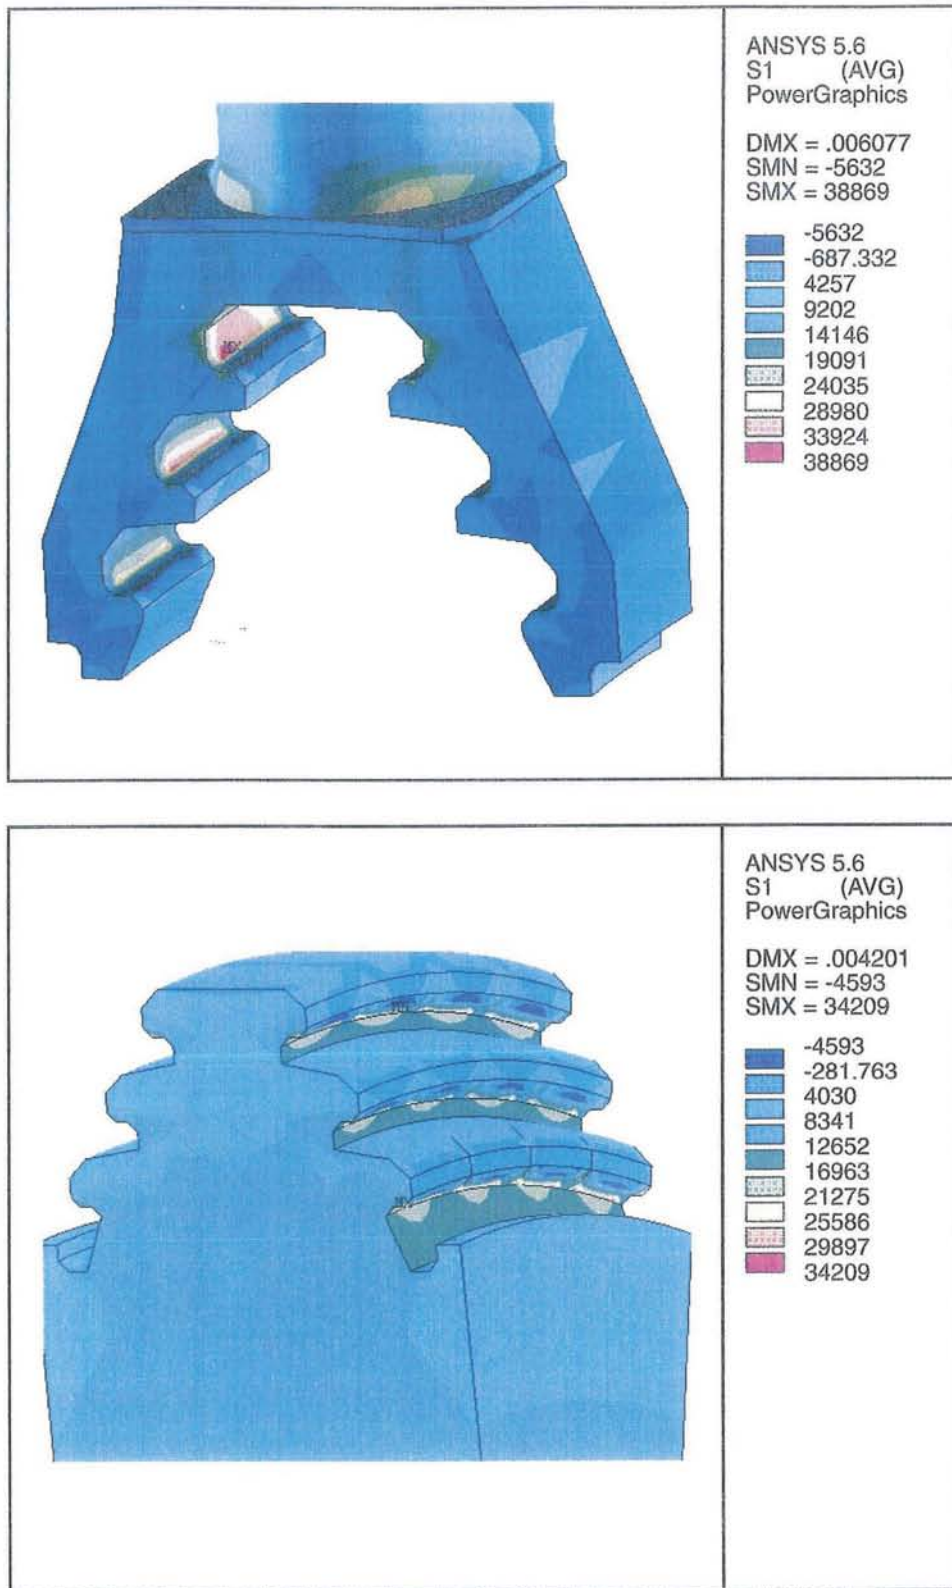 ANSYS 5.6
S1 (AVG)
PowerGraphics
DMX = .006077
SMN = -5632
SMX = 38869
-5632
-687.332
4257
9202
14146
19091
24035
28980
33924
38869
MX
ANSYS 5.6
S1 (AVG)
PowerGraphics
DMX = .004201
SMN = -4593
SMX = 34209
-4593
-281.763
4030
8341
12652
16963
21275
25586
29897
34209